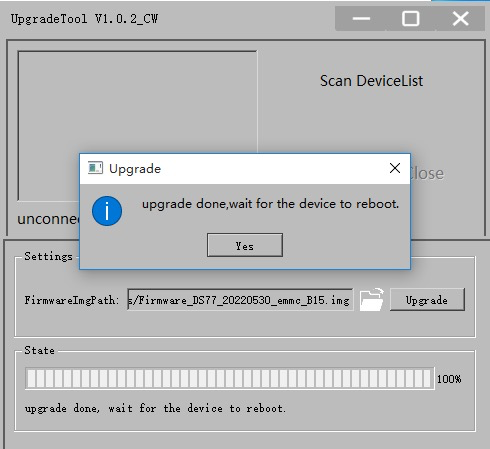 UpgradeTool V1.0.2_CW
Scan DeviceList
Upgrade
lose
upgrade done,wait for the device to reboot.
Yes
unconne
Settings
FirmwareImgPath: s/Firmware_DS77_20220530_emmc_B15.img Upgrade
State
100%
upgrade done, wait for the device to reboot.